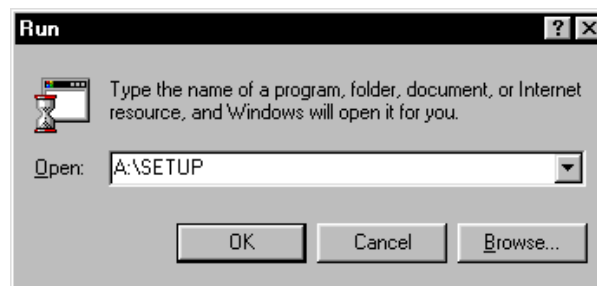 Run
Type the name of a program, folder, document, or Internet
resource, and Windows will open it for you.
Open: A:\SETUP
OK Cancel Browse...